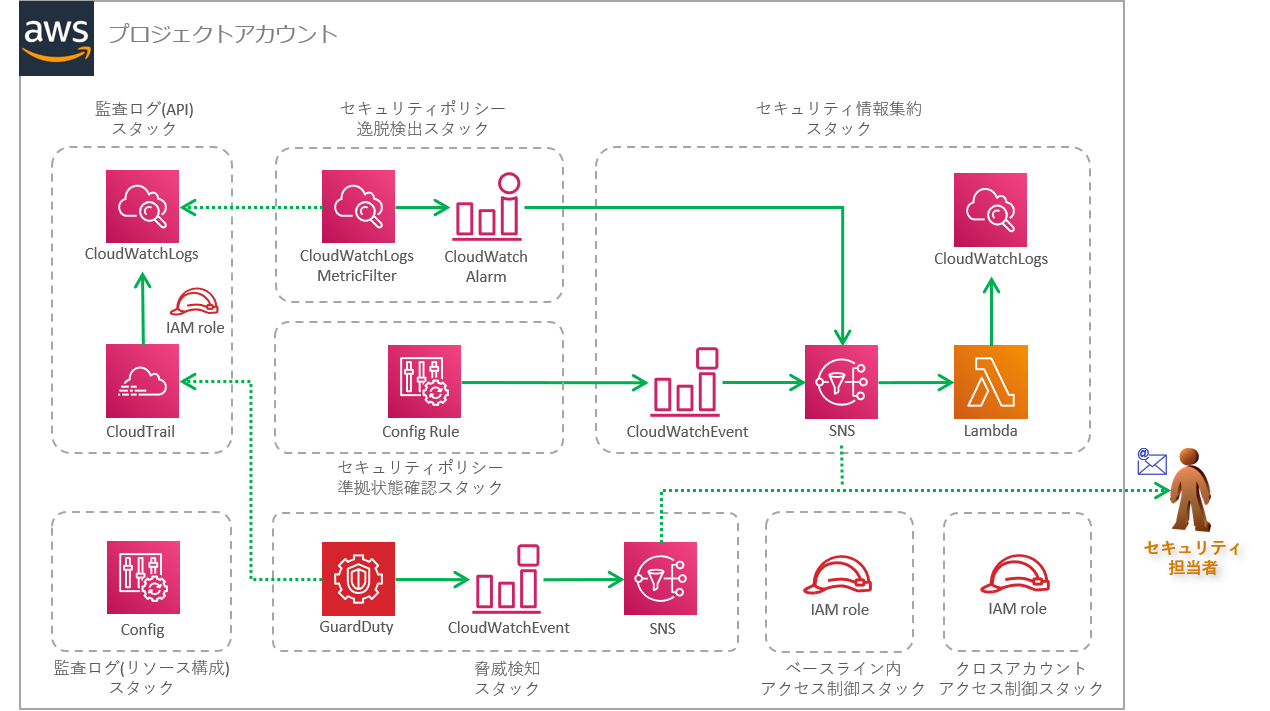 aws
プロジェクトアカウント
監査ログ(API)
スタック
セキュリティポリシー
逸脱検出スタック
セキュリティ情報集約
スタック
CloudWatchLogs
CloudWatchLogs
MetricFilter
CloudWatch
Alarm
CloudWatchLogs
IAM role
CloudTrail
Config Rule
CloudWatchEvent
SNS
Lambda
セキュリティポリシー
準拠状態確認スタック
@
セキュリティ
担当者
Config
GuardDuty
CloudWatchEvent
SNS
IAM role
IAM role
監査ログ(リソース構成)
スタック
脅威検知
スタック
ベースライン内
アクセス制御スタック
クロスアカウント
アクセス制御スタック